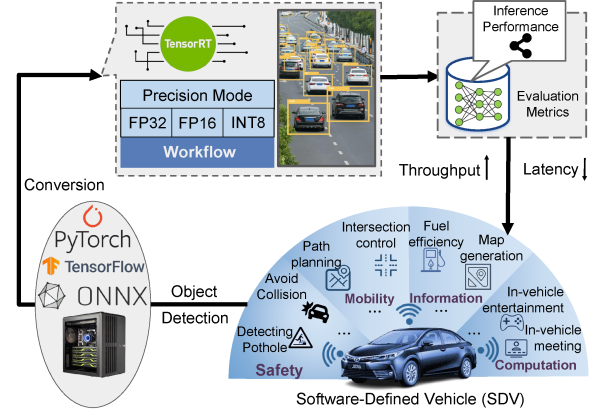 TensorRT
Precision Mode
FP32
FP16
INT8
Workflow
Inference
Performance
Evaluation
Metrics
Throughput
Latency
Conversion
PyTorch
TensorFlow
ONNX
Object
Detection
Intersection
control
Fuel
efficiency
Path
planning
Map
generation
Avoid
Collision
Mobility
Information
In-vehicle
entertainment
Detecting
Pothole
In-vehicle
meeting
...
...
...
...
Safety
Computation
Software-Defined Vehicle (SDV)